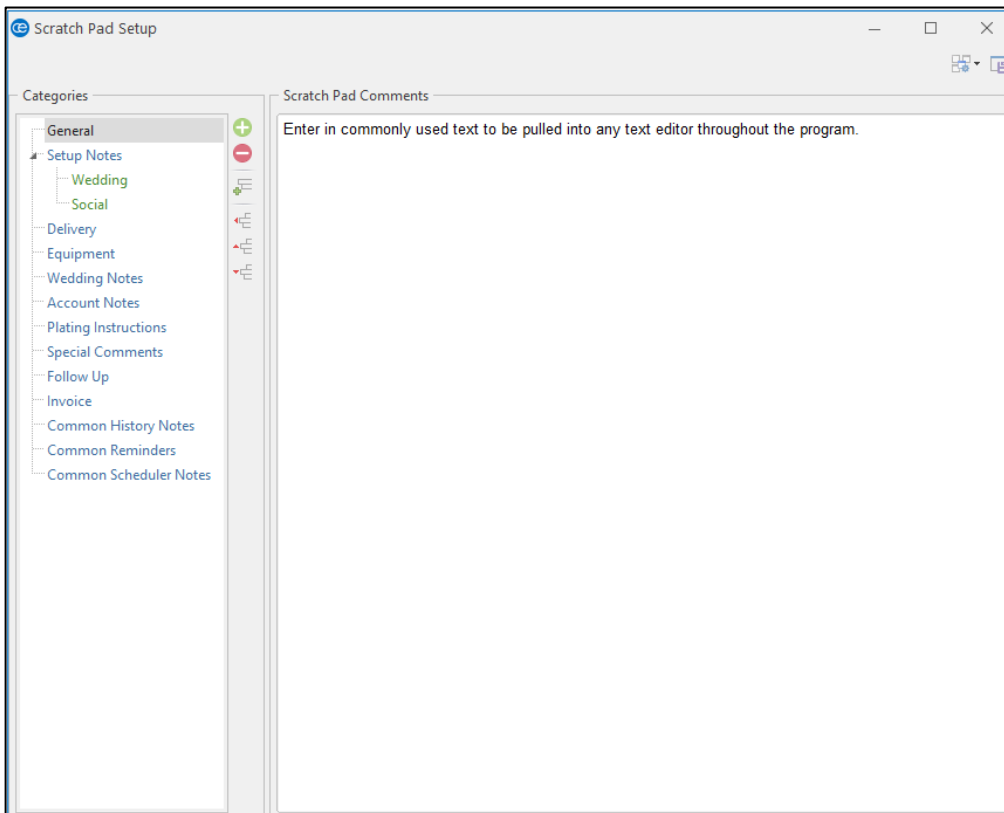 Scratch Pad Setup
Categories
General
Setup Notes
Wedding
Social
Delivery
Equipment
Wedding Notes
Account Notes
Plating Instructions
Special Comments
Follow Up
Invoice
Common History Notes
Common Reminders
Common Scheduler Notes
Scratch Pad Comments
Enter in commonly used text to be pulled into any text editor throughout the program.